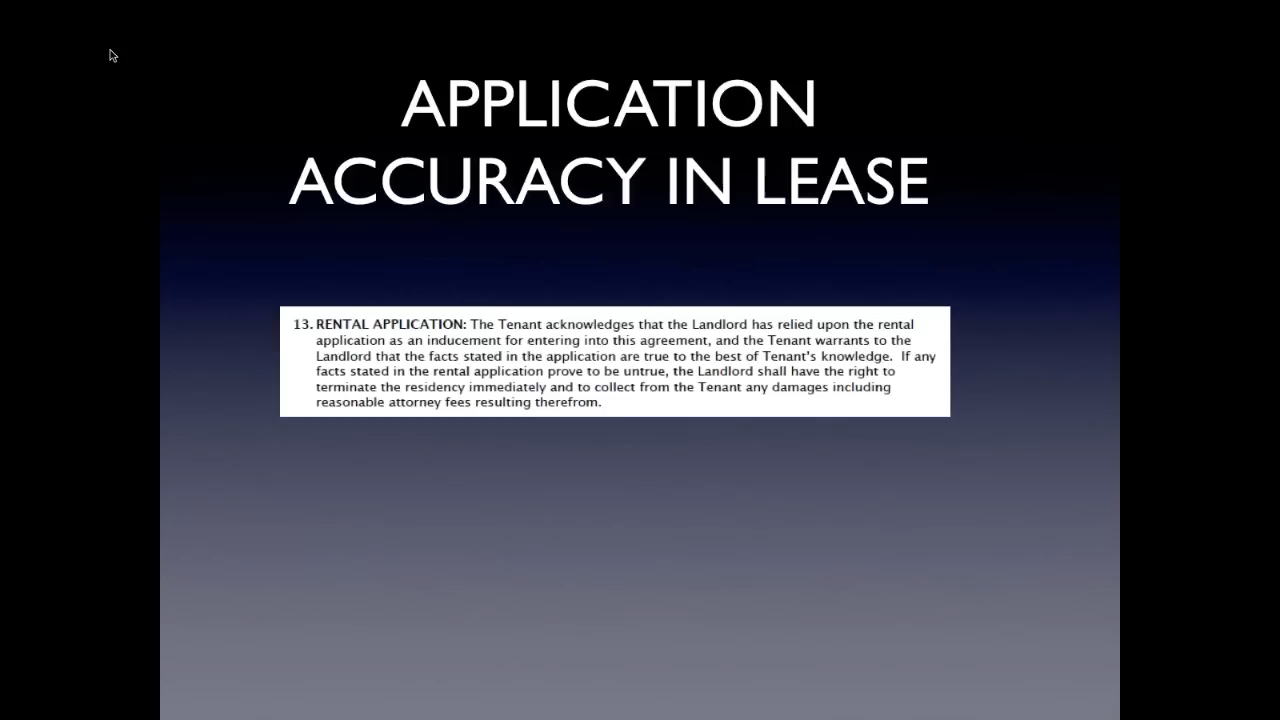 APPLICATION
ACCURACY IN LEASE
13. RENTAL APPLICATION: The Tenant acknowledges that the Landlord has relied upon the rental
application as an inducement for entering into this agreement, and the Tenant warrants to the
Landlord that the facts stated in the application are true to the best of Tenant's knowledge. If any
facts stated in the rental application prove to be untrue, the Landlord shall have the right to
terminate the residency immediately and to collect from the Tenant any damages including
reasonable attorney fees resulting therefrom.